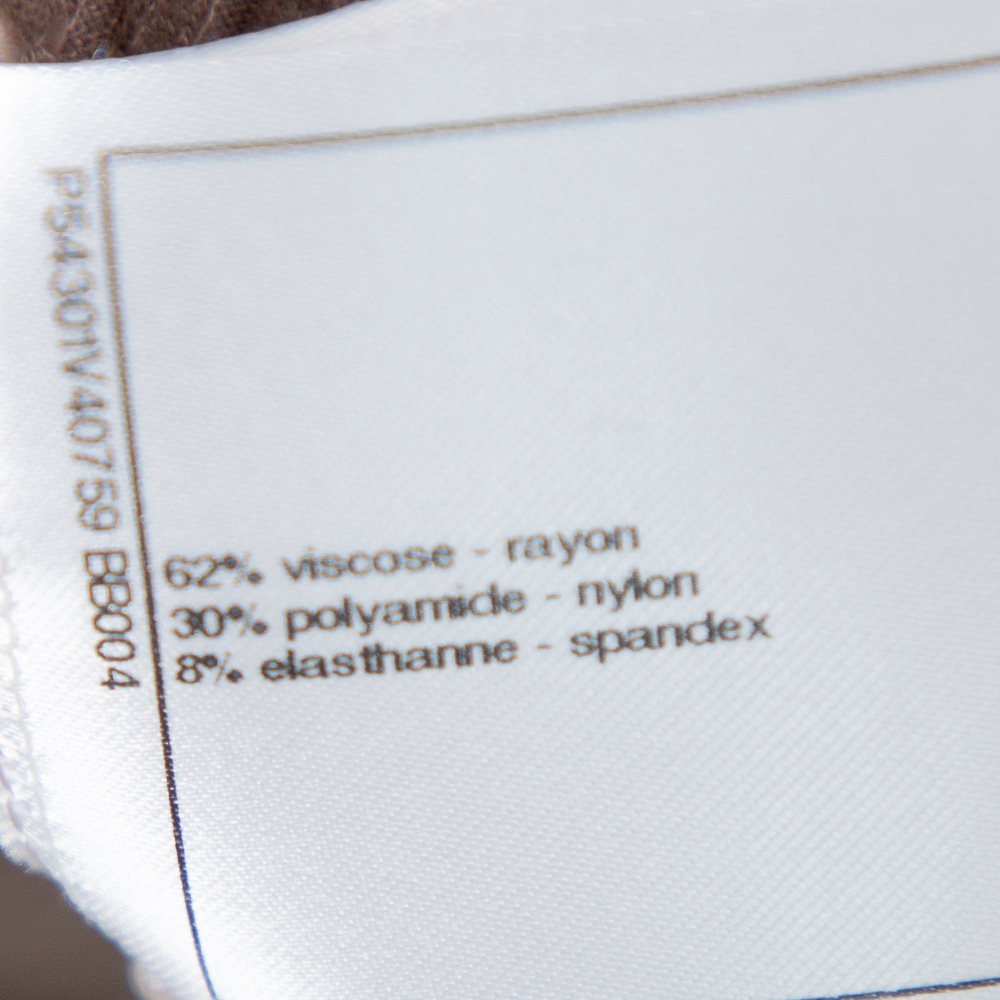 P54301V40759 BB004
62% viscose - rayon
30% polyamide - nylon
8% elasthanne - spandex